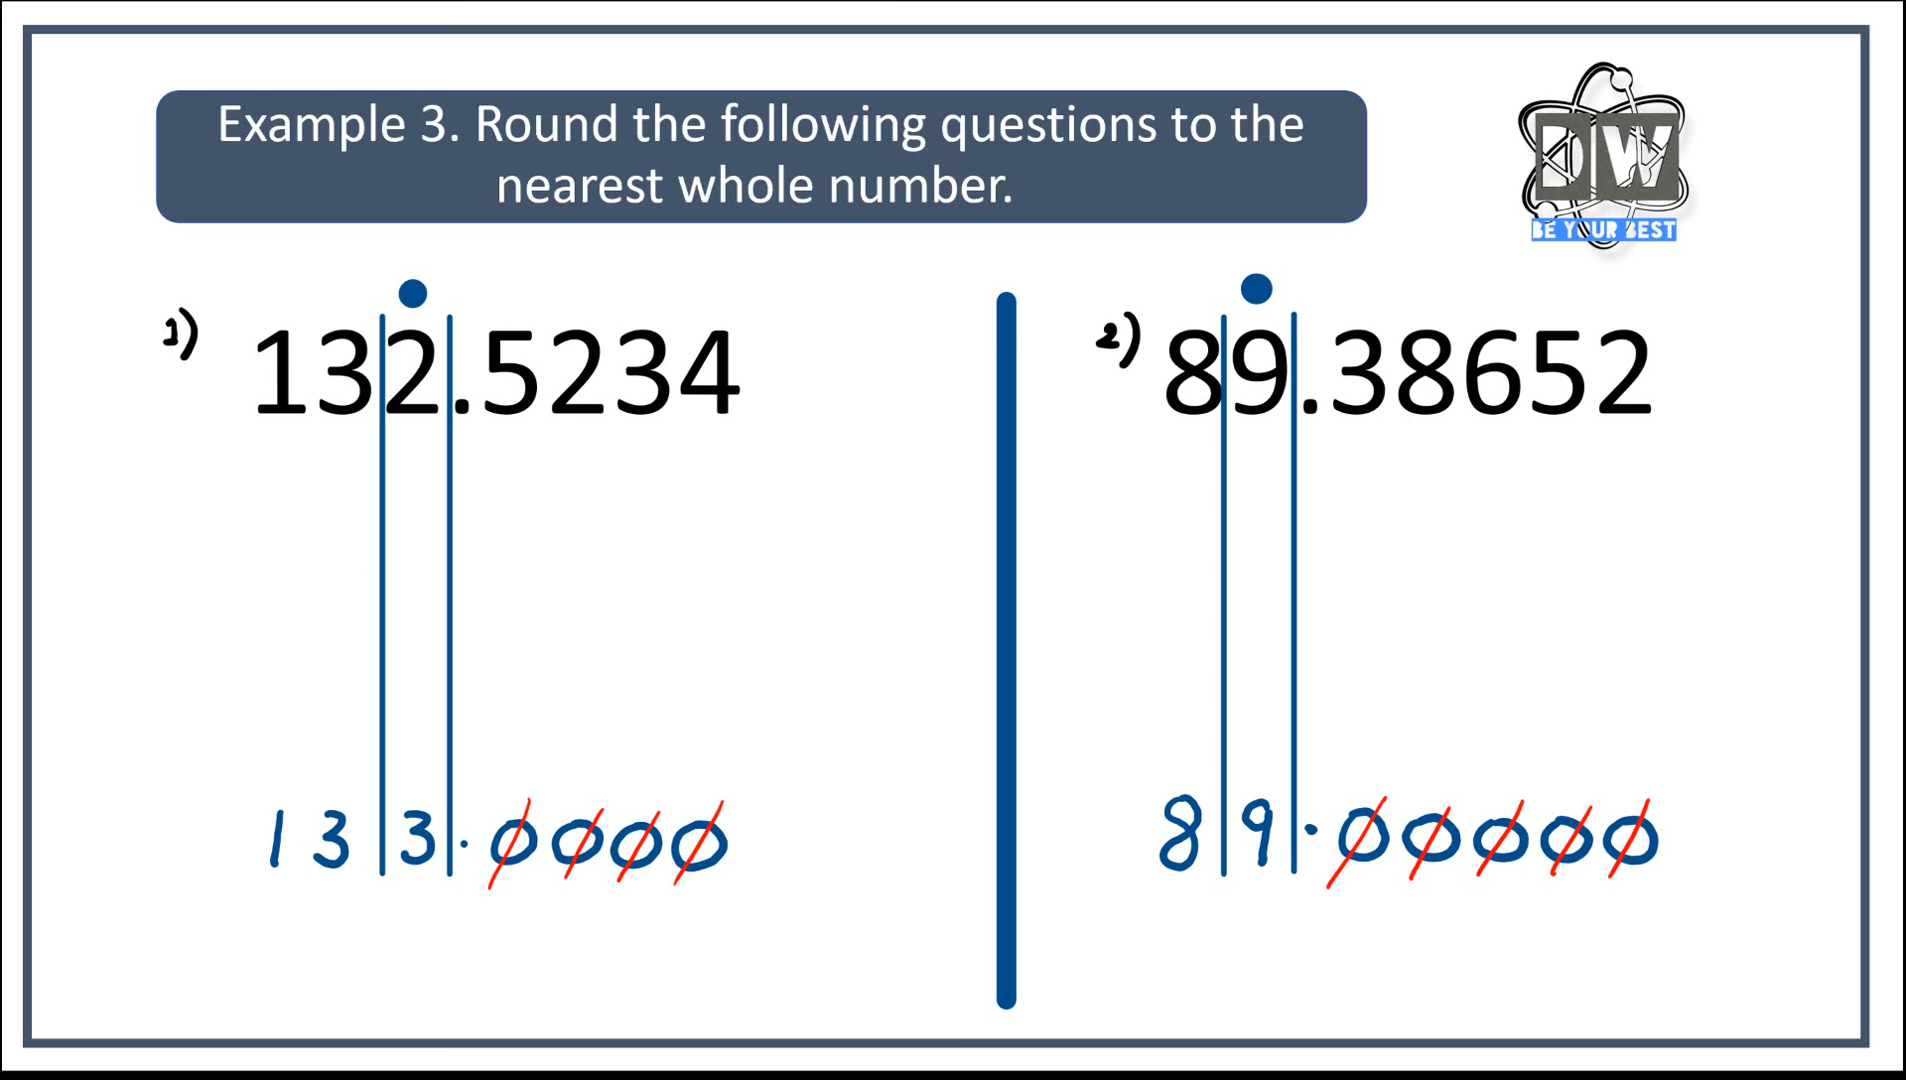 Example 3. Round the following questions to the
nearest whole number.
DW
BE YOUR BEST
1) 132.5234
133.0000
2) 89.38652
89.00000